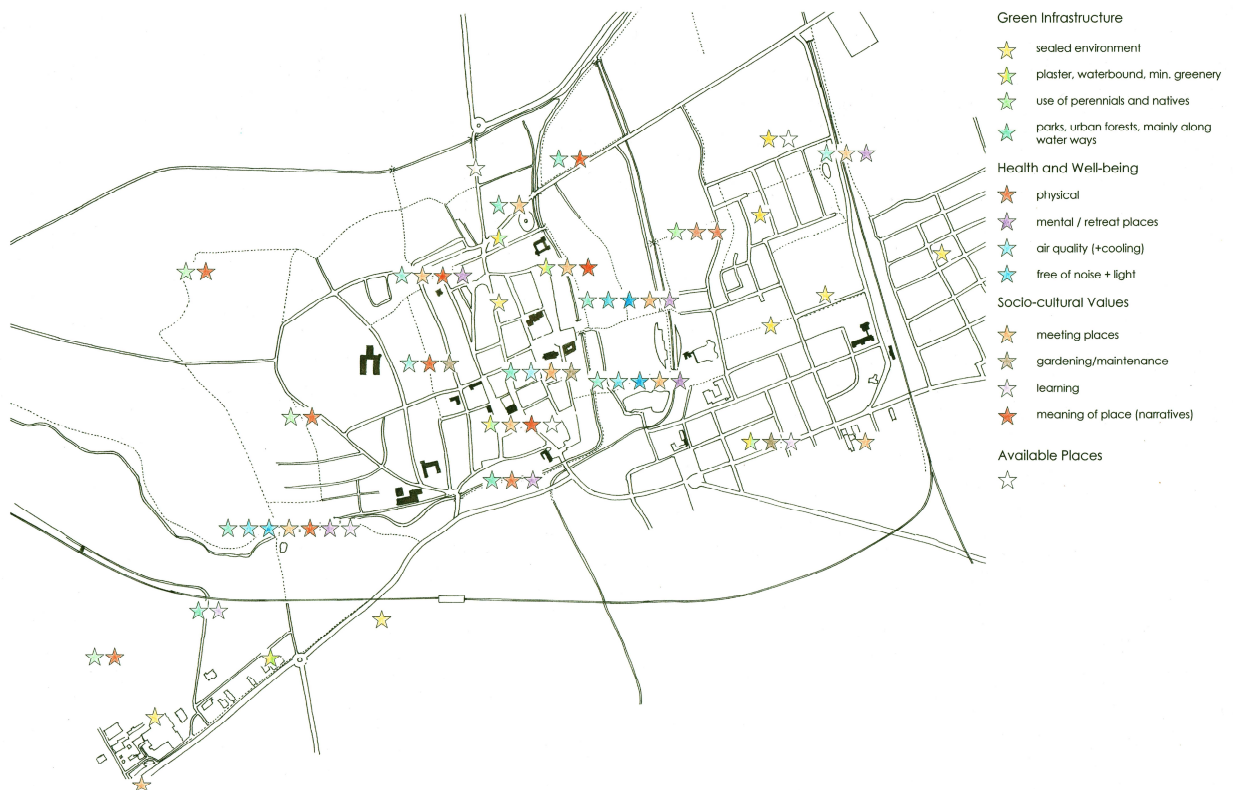 Green Infrastructure
sealed environment
plaster, waterbound, min. greenery
use of perennials and natives
parks, urban forests, mainly along
water ways
Health and Well-being
physical
mental / retreat places
air quality (+cooling)
free of noise + light
Socio-cultural Values
meeting places
gardening/maintenance
learning
meaning of place (narratives)
Available Places